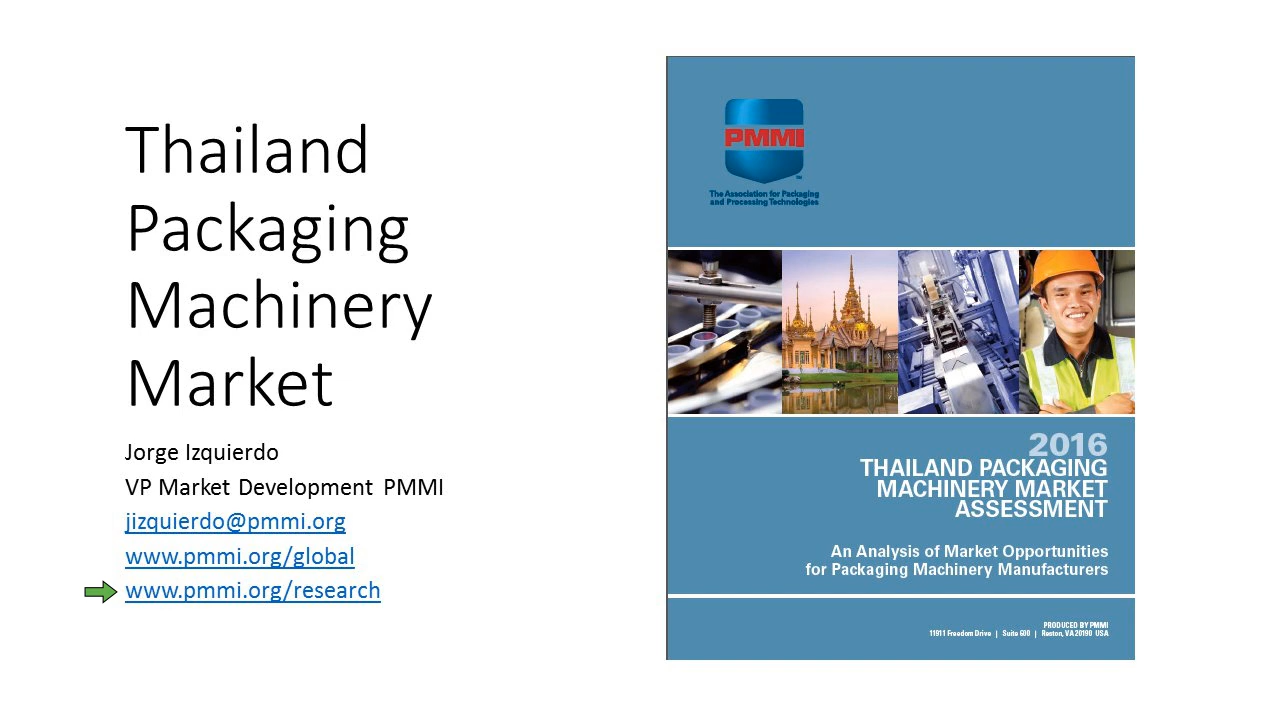 Thailand
Packaging
Machinery
Market
Jorge Izquierdo
VP Market Development PMMI
jizquierdo@pmmi.org
www.pmmi.org/global
www.pmmi.org/research
PMMI
TM
The Association for Packaging
and Processing Technologies
2016
THAILAND PACKAGING
MACHINERY MARKET
ASSESSMENT
An Analysis of Market Opportunities
for Packaging Machinery Manufacturers
PRODUCED BY PMMI
11911 Freedom Drive | Suite 600 | Reston, VA 20190 USA